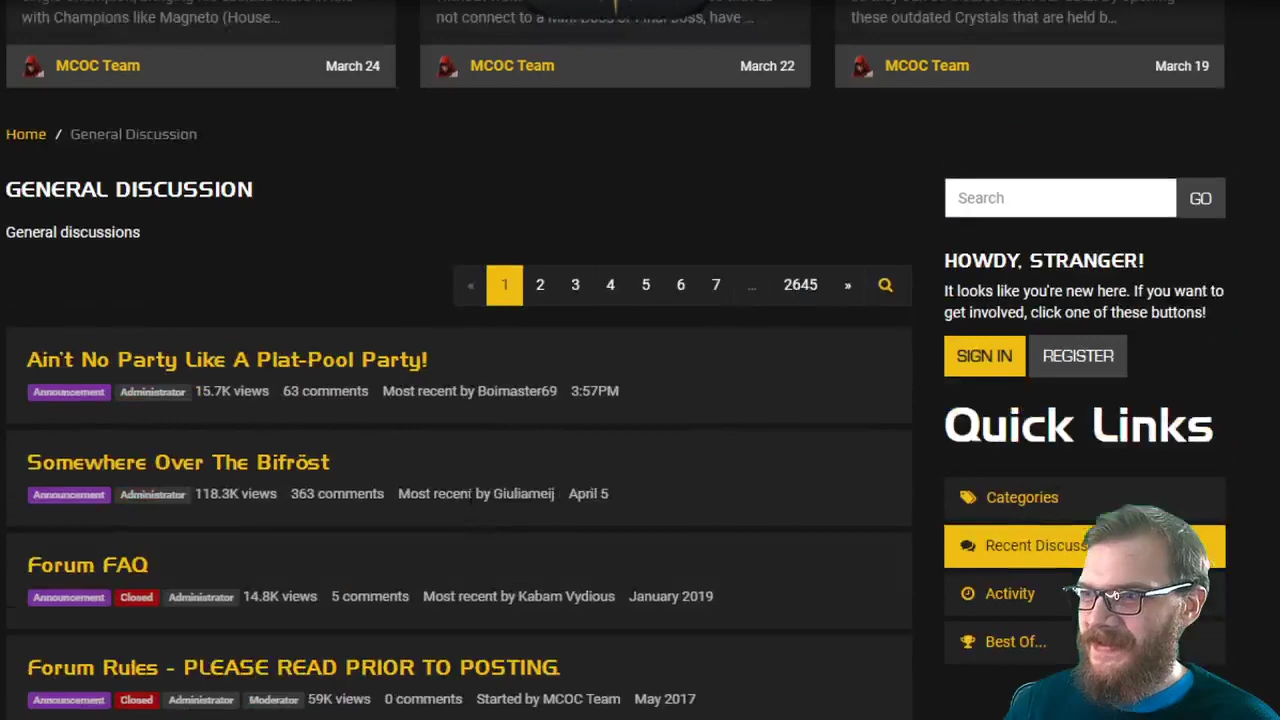 with Champions like Magneto (House...
not connect to a Mini Boss or Final Boss, have ...
these outdated Crystals that are held b...
MCOC Team March 24
MCOC Team March 22
MCOC Team March 19
Home / General Discussion
GENERAL DISCUSSION
General discussions
« 1 2 3 4 5 6 7 ... 2645 »
Ain't No Party Like A Plat-Pool Party!
Announcement Administrator 15.7K views 63 comments Most recent by Boimaster69 3:57PM
Somewhere Over The Bifröst
Announcement Administrator 118.3K views 363 comments Most recent by Giuliameij April 5
Forum FAQ
Announcement Closed Administrator 14.8K views 5 comments Most recent by Kabam Vydious January 2019
Forum Rules - PLEASE READ PRIOR TO POSTING.
Announcement Closed Administrator Moderator 59K views 0 comments Started by MCOC Team May 2017
Search GO
HOWDY, STRANGER!
It looks like you're new here. If you want to
get involved, click one of these buttons!
SIGN IN REGISTER
Quick Links
Categories
Recent Discuss
Activity
Best Of...